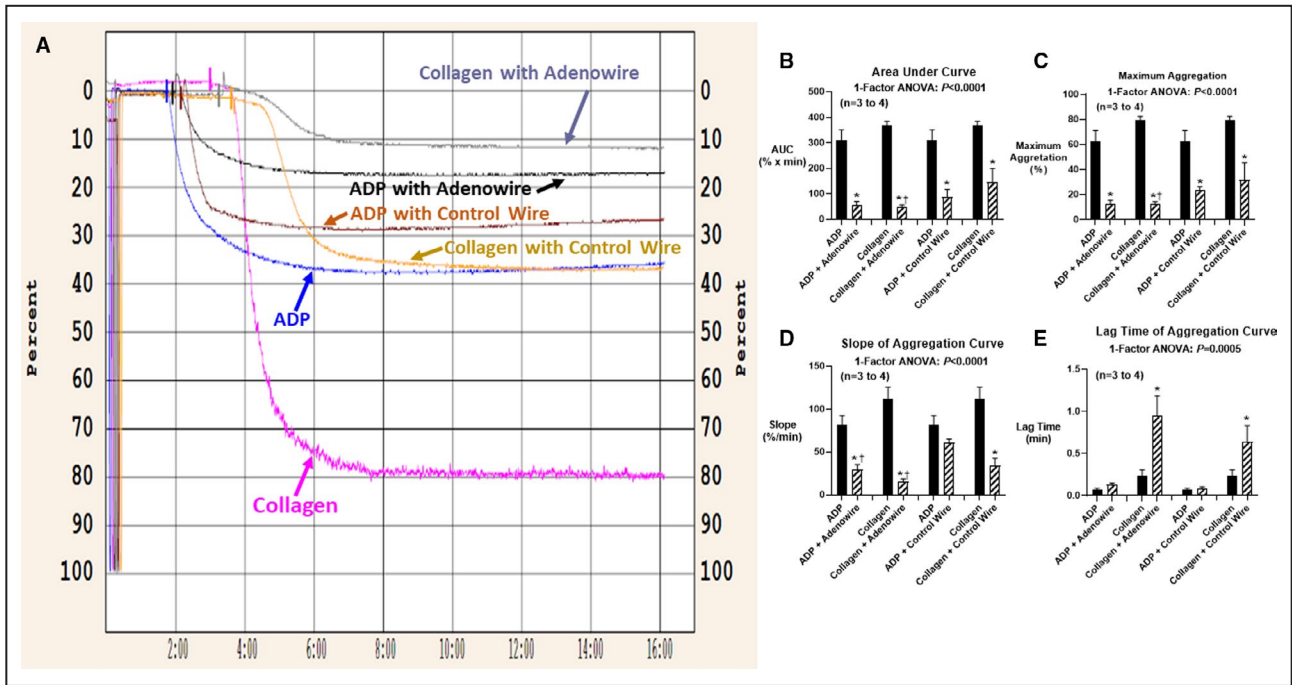 A
Percent
0
10
20
30
40
50
60
70
80
90
100
Collagen with Adenowire
ADP with Adenowire
ADP with Control Wire
Collagen with Control Wire
ADP
Collagen
0
10
20
30
40
50
60
70
80
90
100
Percent
2:00
4:00
6:00
8:00
10:00
12:00
14:00
16:00
B
Area Under Curve
1-Factor ANOVA: P<0.0001
(n=3 to 4)
AUC
(% x min)
500
400
300
200
100
0
*
*†
*
*
ADP
ADP + Adenowire
Collagen
Collagen + Adenowire
ADP
ADP + Control Wire
Collagen
Collagen + Control Wire
C
Maximum Aggregation
1-Factor ANOVA: P<0.0001
(n=3 to 4)
Maximum
Aggretation
(%)
100
80
60
40
20
0
*
*†
*
*
ADP
ADP + Adenowire
Collagen
Collagen + Adenowire
ADP
ADP + Control Wire
Collagen
Collagen + Control Wire
D
Slope of Aggregation Curve
1-Factor ANOVA: P<0.0001
(n=3 to 4)
Slope
(%/min)
150
100
50
0
*†
*†
*
ADP
ADP + Adenowire
Collagen
Collagen + Adenowire
ADP
ADP + Control Wire
Collagen
Collagen + Control Wire
E
Lag Time of Aggregation Curve
1-Factor ANOVA: P=0.0005
(n=3 to 4)
Lag Time
(min)
1.5
1.0
0.5
0.0
*
*
ADP
ADP + Adenowire
Collagen
Collagen + Adenowire
ADP
ADP + Control Wire
Collagen
Collagen + Control Wire